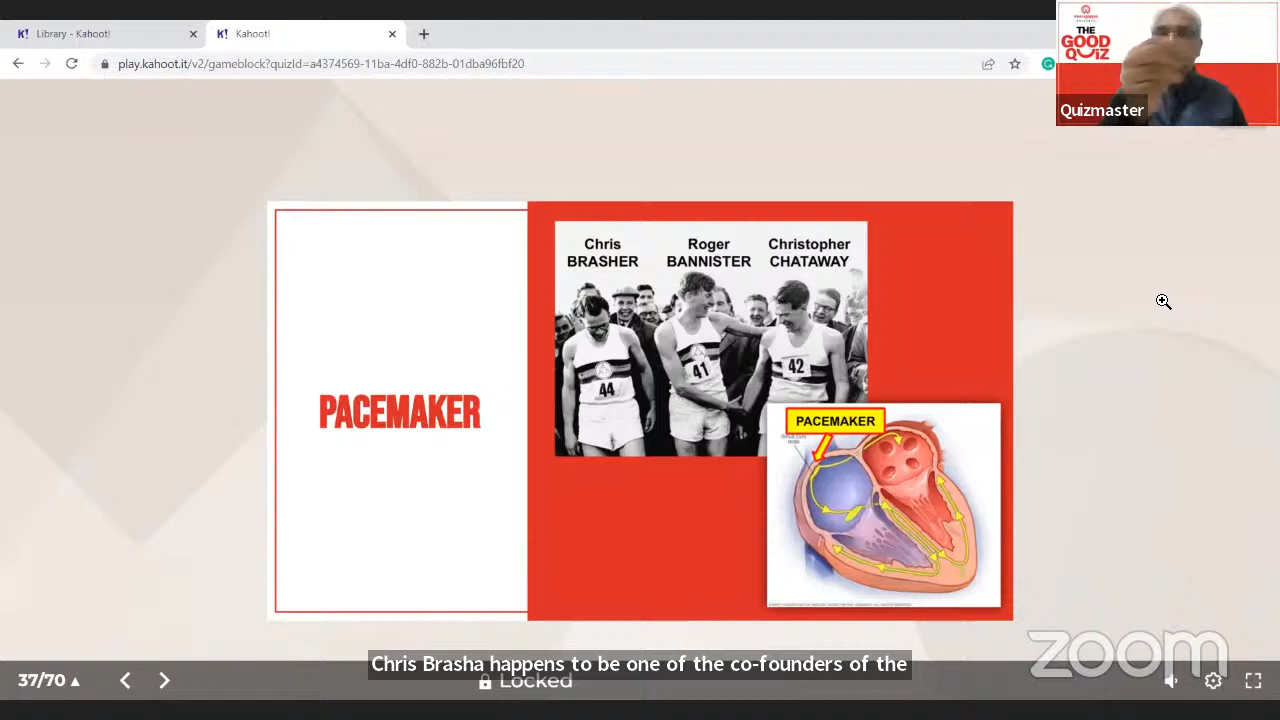 K! Library - Kahoot!
K! Kahoot!
play.kahoot.it/v2/gameblock?quizId=a4374569-
df0-882b-01dba96fbf20
murugappa
THE
GOOD
QUIZ
Quizmaster
PACEMAKER
Chris
BRASHER
Roger
BANNISTER
Christopher
CHATAWAY
44
41
42
PACEMAKER
Chris Brasha happens to be one of the co-founders of the
37/70
Locked
zoom